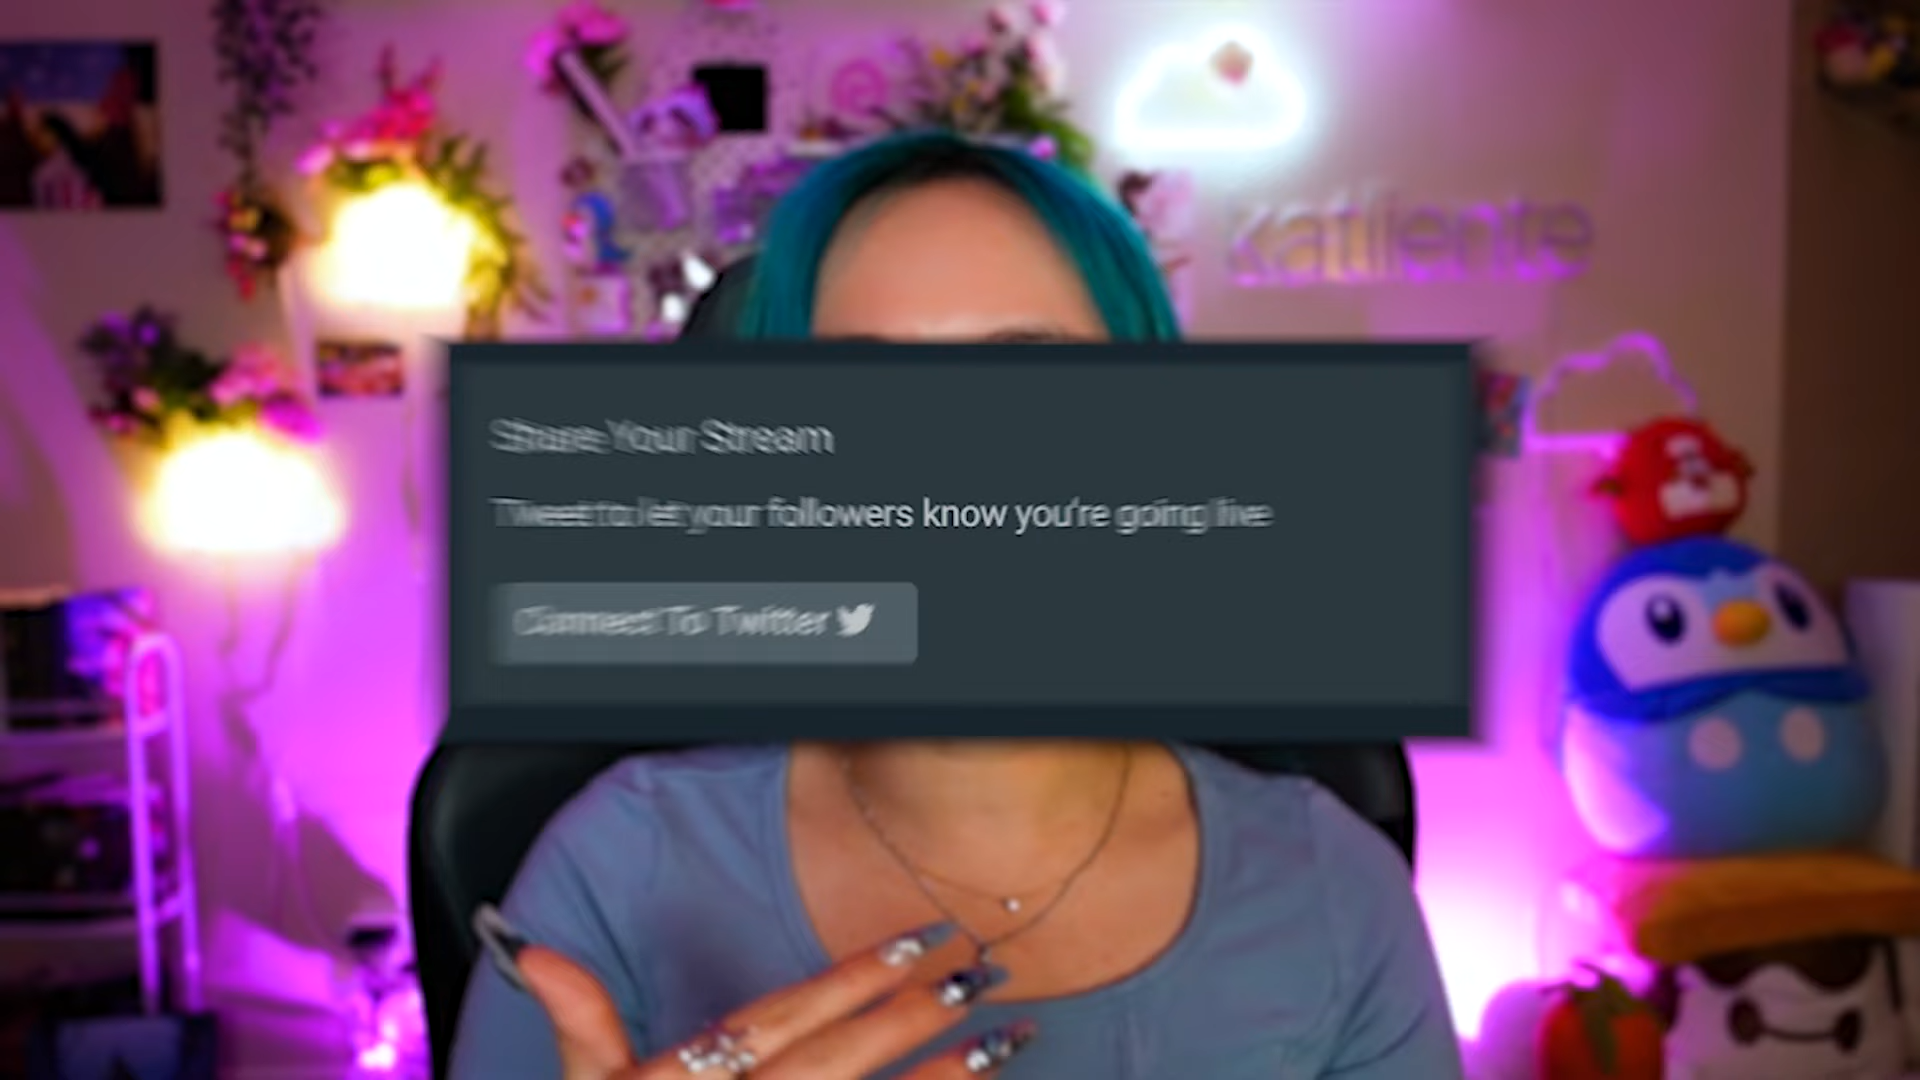 katliente
Share Your Stream
Tweet to let your followers know you're going live
Connect To Twitter